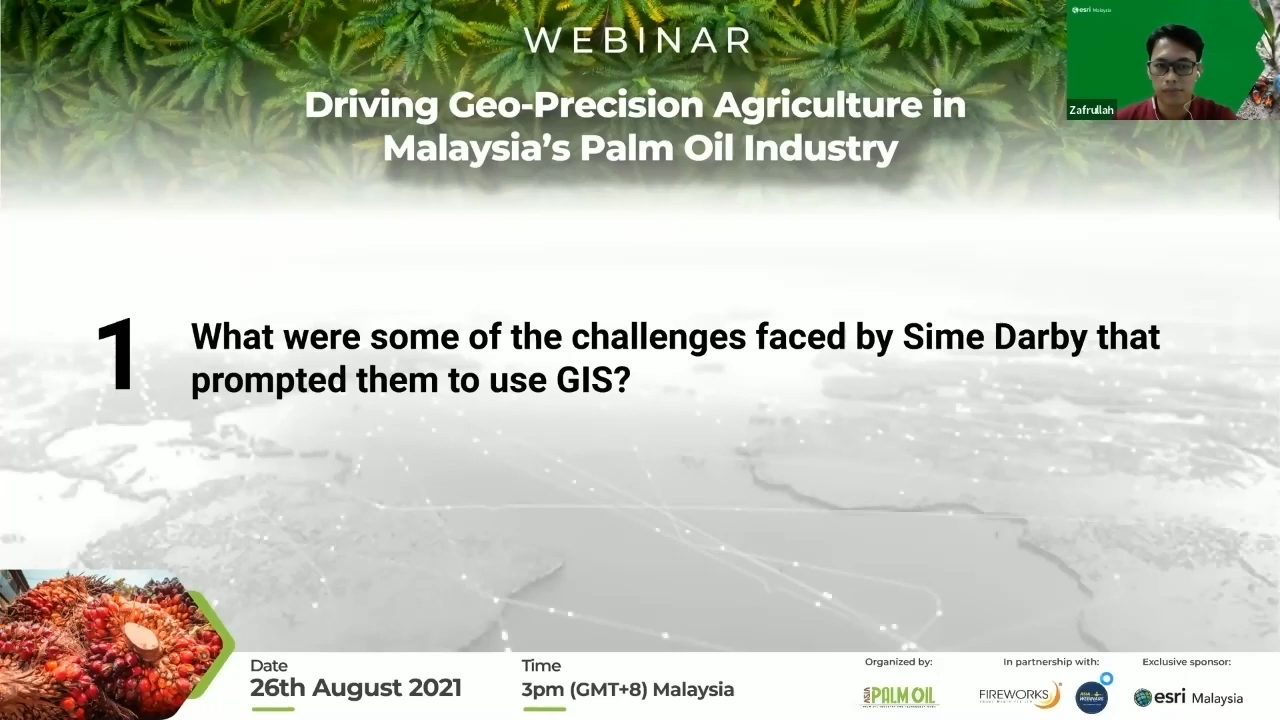 WEBINAR
Driving Geo-Precision Agriculture in
Malaysia's Palm Oil Industry
esri Malaysia
Zafrullah
1
What were some of the challenges faced by Sime Darby that
prompted them to use GIS?
Date
26th August 2021
Time
3pm (GMT+8) Malaysia
Organized by:
ASIA PALM OIL
In partnership with:
FIREWORKS
Exclusive sponsor:
esri Malaysia